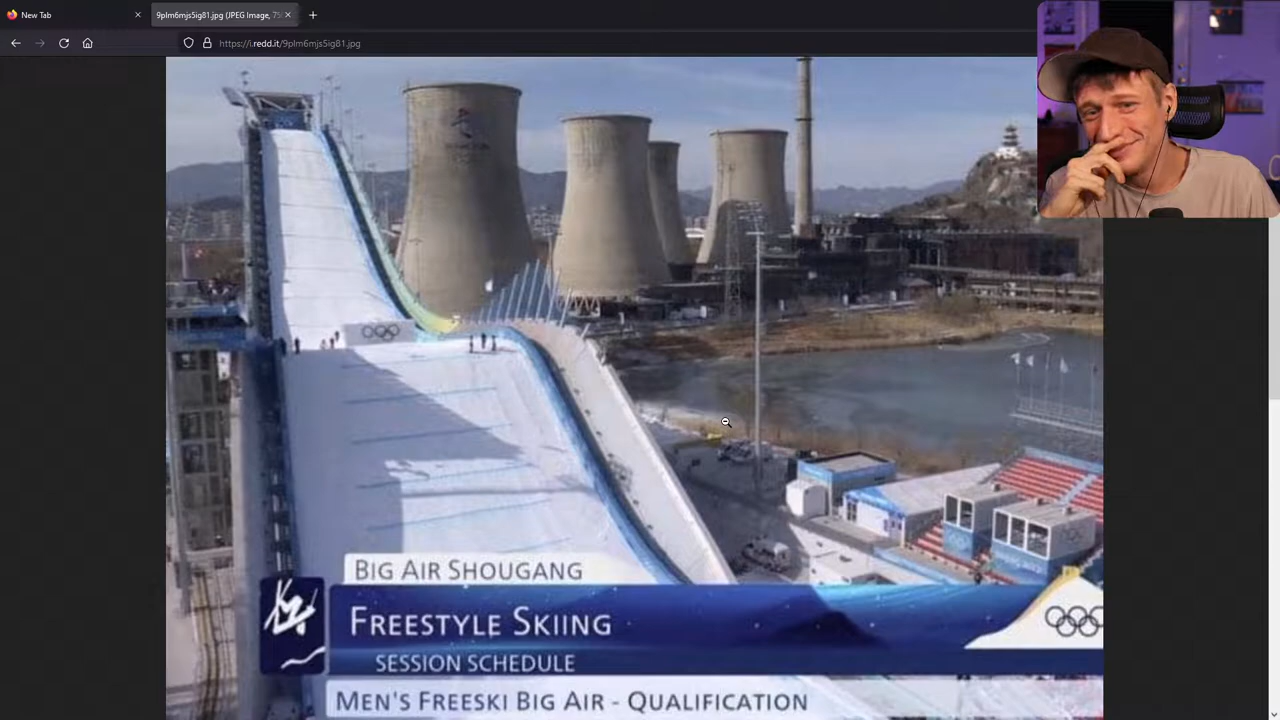 New Tab
9plm6mjs5ig81.jpg (JPEG Image, 75
https://i.redd.it/9plm6mjs5ig81.jpg
BIG AIR SHOUGANG
FREESTYLE SKIING
SESSION SCHEDULE
MEN'S FREESKI BIG AIR - QUALIFICATION